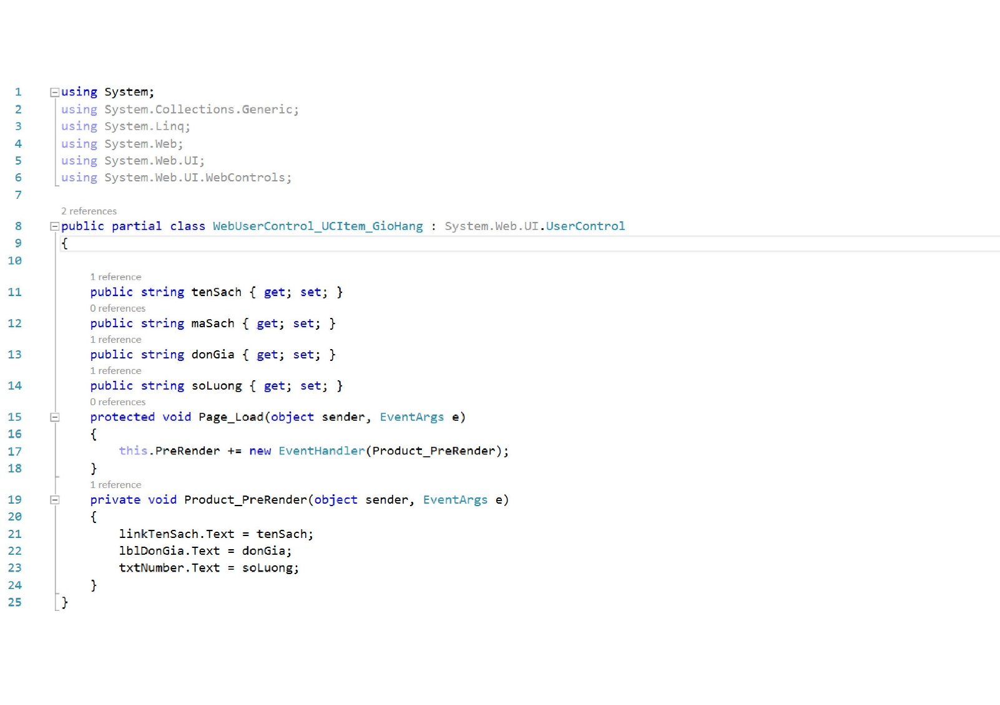 1 using System;
2 using System.Collections.Generic;
3 using System.Linq;
4 using System.Web;
5 using System.Web.UI;
6 using System.Web.UI.WebControls;
7
2 references
8 public partial class WebUserControl_UCItem_GioHang : System.Web.UI.UserControl
9 {
10
1 reference
11 public string tenSach { get; set; }
0 references
12 public string maSach { get; set; }
1 reference
13 public string donGia { get; set; }
1 reference
14 public string soLuong { get; set; }
0 references
15 protected void Page_Load(object sender, EventArgs e)
16 {
17 this.PreRender += new EventHandler(Product_PreRender);
18 }
1 reference
19 private void Product_PreRender(object sender, EventArgs e)
20 {
21 linkTenSach.Text = tenSach;
22 lblDonGia.Text = donGia;
23 txtNumber.Text = soLuong;
24 }
25 }